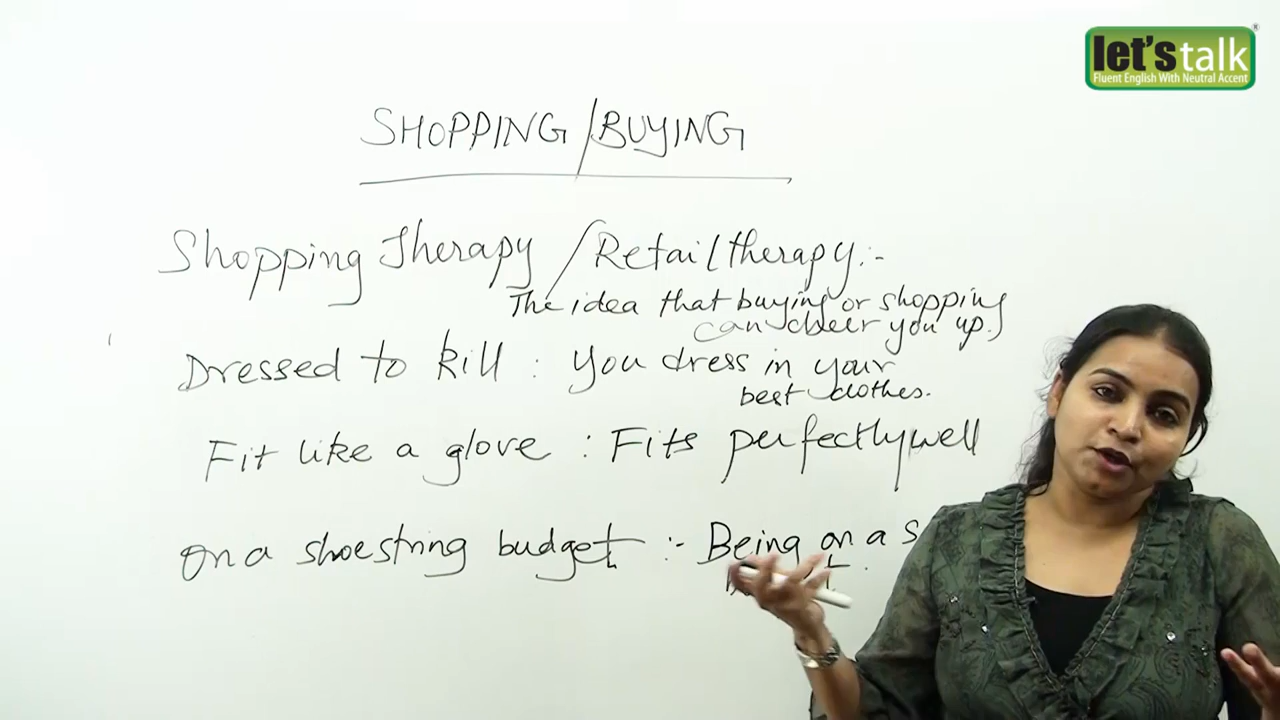 let's talk
Fluent English With Neutral Accent
SHOPPING/BUYING
Shopping Therapy / Retail therapy:-
The idea that buying or shopping
can cheer you up.
Dressed to kill : You dress in your
best clothes.
Fit like a glove : Fits perfectly well
On a shoestring budget :- Being on a